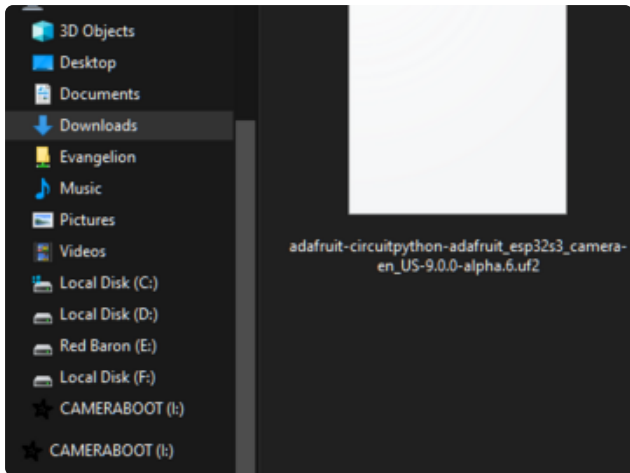 3D Objects
Desktop
Documents
Downloads
Evangelion
Music
Pictures
Videos
Local Disk (C:)
Local Disk (D:)
Red Baron (E:)
Local Disk (F:)
CAMERABOOT (I:)
CAMERABOOT (I:)
adafruit-circuitpython-adafruit_esp32s3_camera-
en_US-9.0.0-alpha.6.uf2